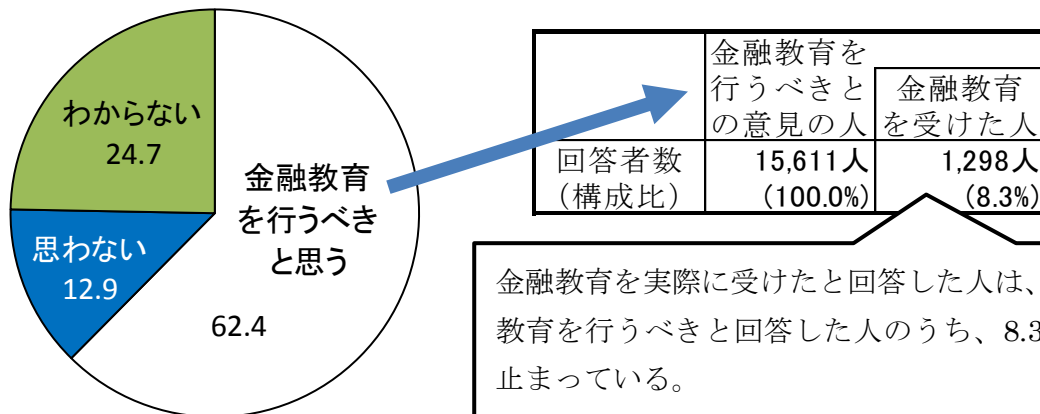 わからない
24.7
思わない
12.9
金融教育
を行うべき
と思う
62.4
金融教育を
行うべきと
の意見の人
金融教育
を受けた人
回答者数
(構成比)
15,611人
(100.0%)
1,298人
(8.3%)
金融教育を実際に受けたと回答した人は、
教育を行うべきと回答した人のうち、8.3
止まっている。